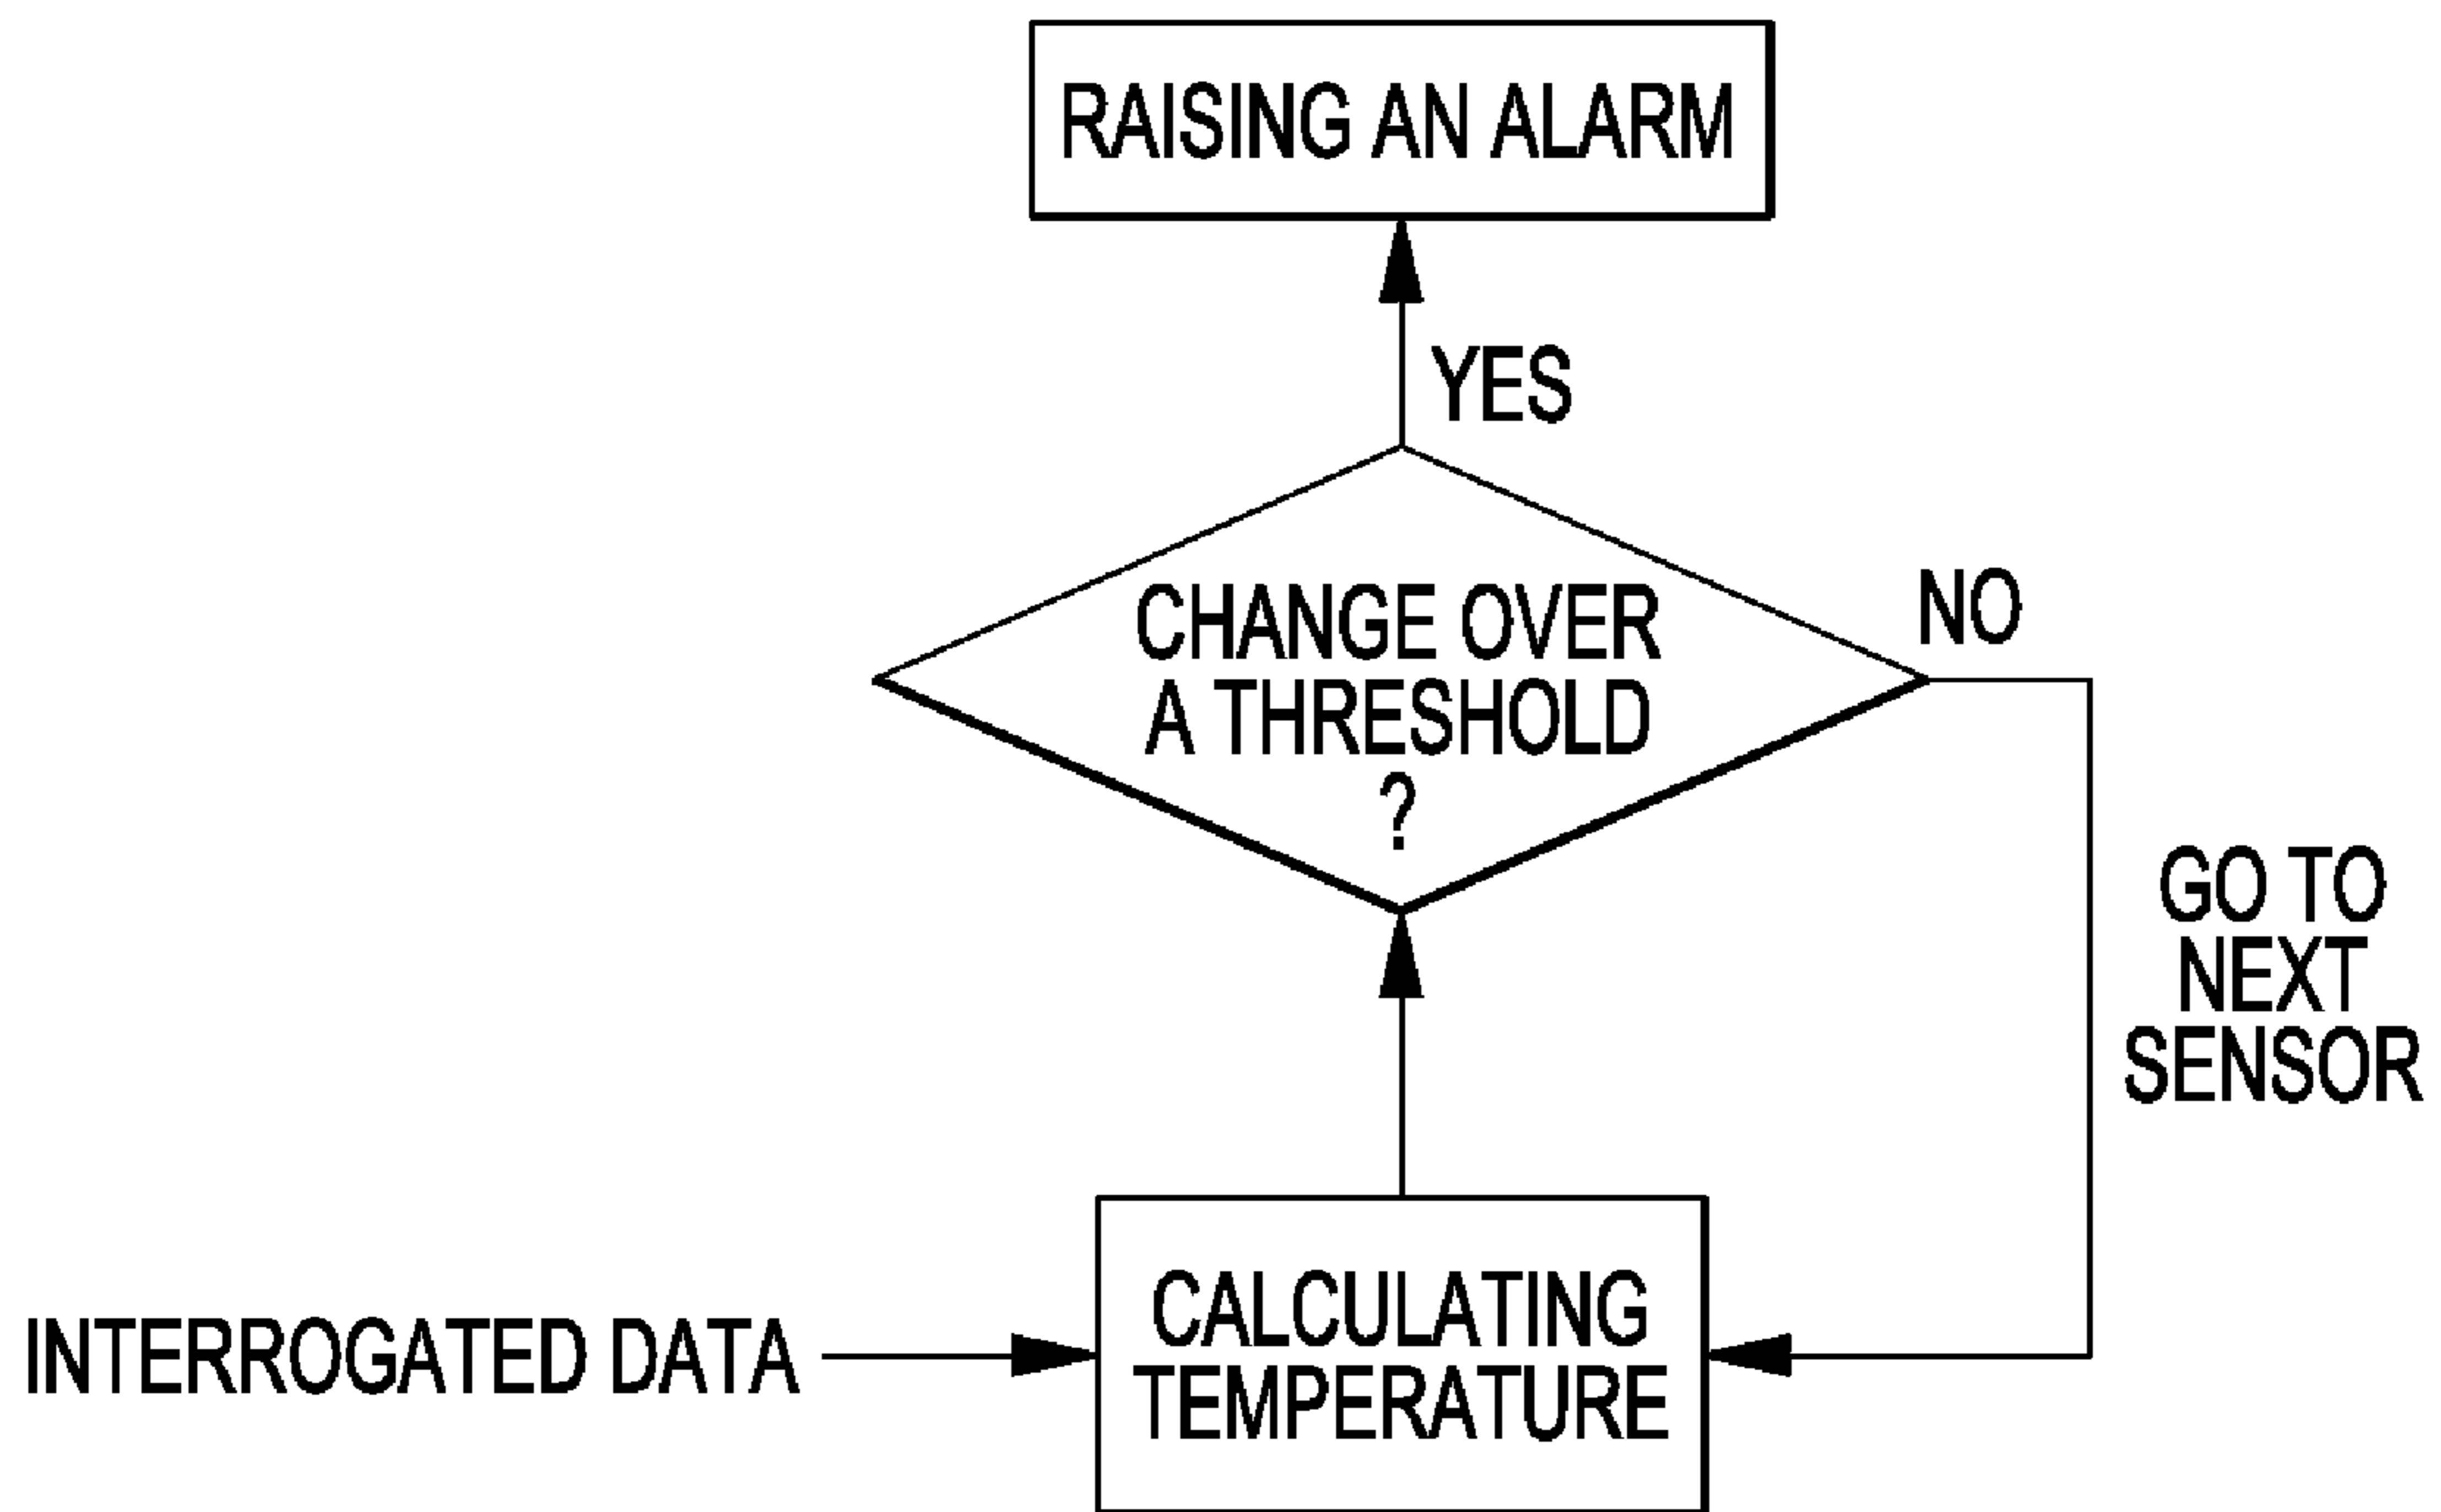 RAISING AN ALARM
YES
CHANGE OVER
A THRESHOLD
?
NO
GO TO
NEXT
SENSOR
INTERROGATED DATA
CALCULATING
TEMPERATURE